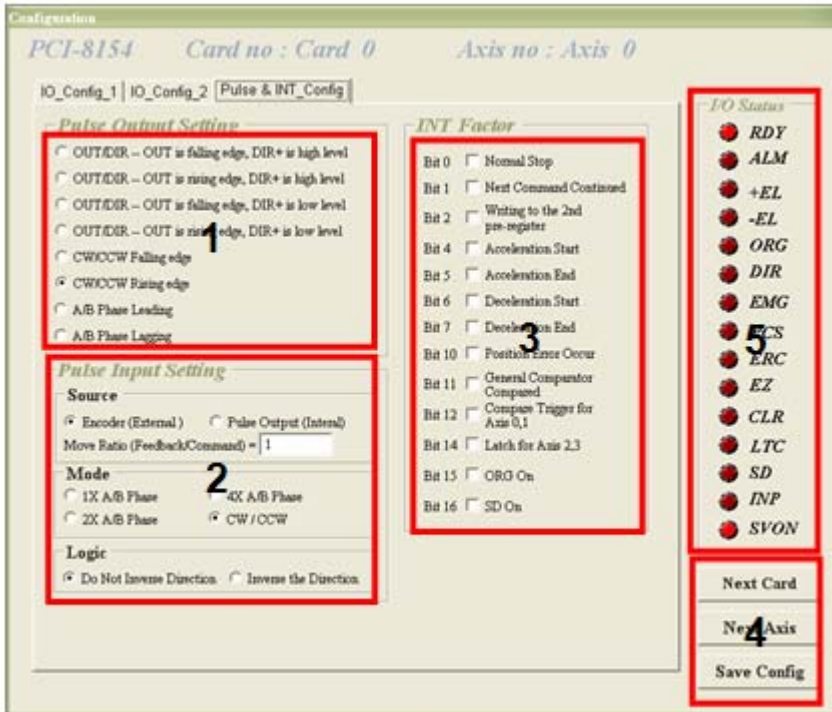 Configuration
PCI-8154 Card no : Card 0 Axis no : Axis 0
IO_Config_1 IO_Config_2 Pulse & INT_Config
Pulse Output Setting
OUT/DIR -- OUT is falling edge, DIR+ is high level
OUT/DIR -- OUT is rising edge, DIR+ is high level
OUT/DIR -- OUT is falling edge, DIR+ is low level
OUT/DIR -- OUT is rising edge, DIR+ is low level
1
CW/CCW Falling edge
CW/CCW Rising edge
A/B Phase Leading
A/B Phase Lagging
Pulse Input Setting
Source
Encoder (External ) Pulse Output (Interal)
Move Ratio (Feedback/Command) = 1
2
Mode
1X A/B Phase 4X A/B Phase
2X A/B Phase CW / CCW
Logic
Do Not Inverse Direction Inverse the Direction
INT Factor
Bit 0 Normal Stop
Bit 1 Next Command Continued
Bit 2 Writing to the 2nd
pre-register
Bit 4 Acceleration Start
Bit 5 Acceleration End
Bit 6 Deceleration Start
Bit 7 Deceleration End
3
Bit 10 Position Error Occur
Bit 11 General Comparator
Compared
Bit 12 Compare Trigger for
Axis 0,1
Bit 14 Latch for Axis 2,3
Bit 15 ORG On
Bit 16 SD On
I/O Status
RDY
ALM
+EL
-EL
ORG
DIR
EMG
5
ERC
EZ
CLR
LTC
SD
INP
SVON
Next Card
Next Axis
4
Save Config